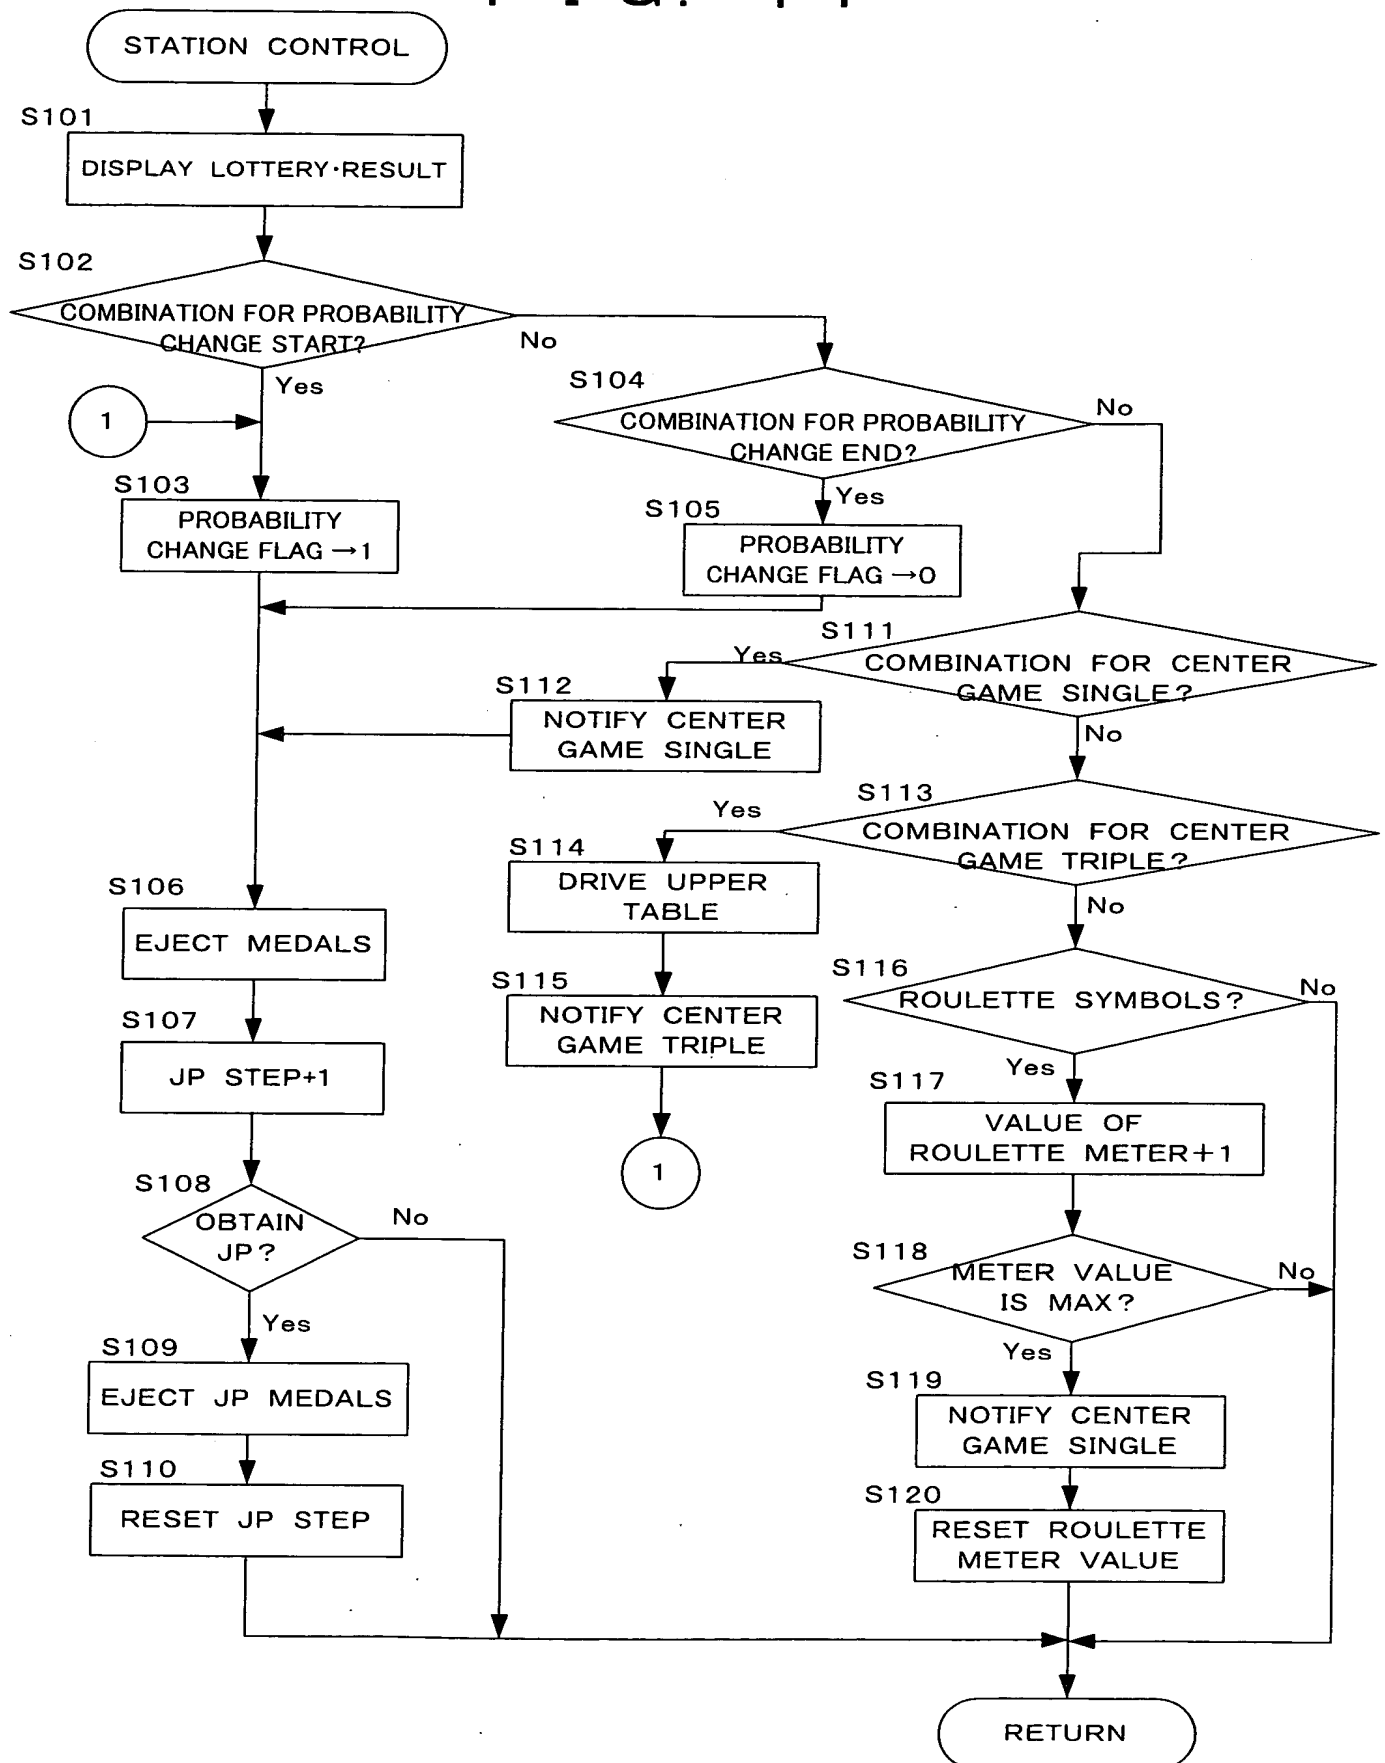 STATION CONTROL
S101
DISPLAY LOTTERY·RESULT
S102
COMBINATION FOR PROBABILITY
CHANGE START?
No
Yes
1
S104
COMBINATION FOR PROBABILITY
CHANGE END?
No
Yes
S103
PROBABILITY
CHANGE FLAG →1
S105
PROBABILITY
CHANGE FLAG →0
S111
COMBINATION FOR CENTER
GAME SINGLE?
Yes
No
S112
NOTIFY CENTER
GAME SINGLE
S113
COMBINATION FOR CENTER
GAME TRIPLE?
Yes
No
S114
DRIVE UPPER
TABLE
S115
NOTIFY CENTER
GAME TRIPLE
1
S106
EJECT MEDALS
S107
JP STEP+1
S108
OBTAIN
JP?
No
Yes
S109
EJECT JP MEDALS
S110
RESET JP STEP
S116
ROULETTE SYMBOLS?
No
Yes
S117
VALUE OF
ROULETTE METER+1
S118
METER VALUE
IS MAX?
No
Yes
S119
NOTIFY CENTER
GAME SINGLE
S120
RESET ROULETTE
METER VALUE
RETURN